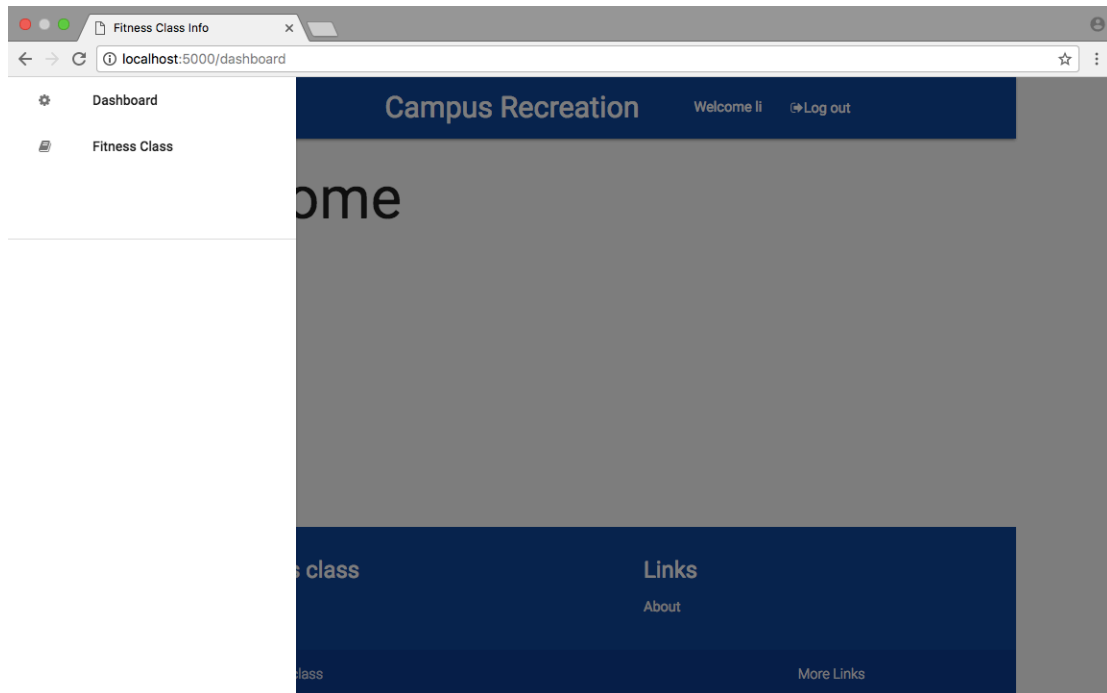 Fitness Class Info
localhost:5000/dashboard
Dashboard
Fitness Class
Campus Recreation
Welcome li
Log out
ome
s class
Links
About
class
More Links